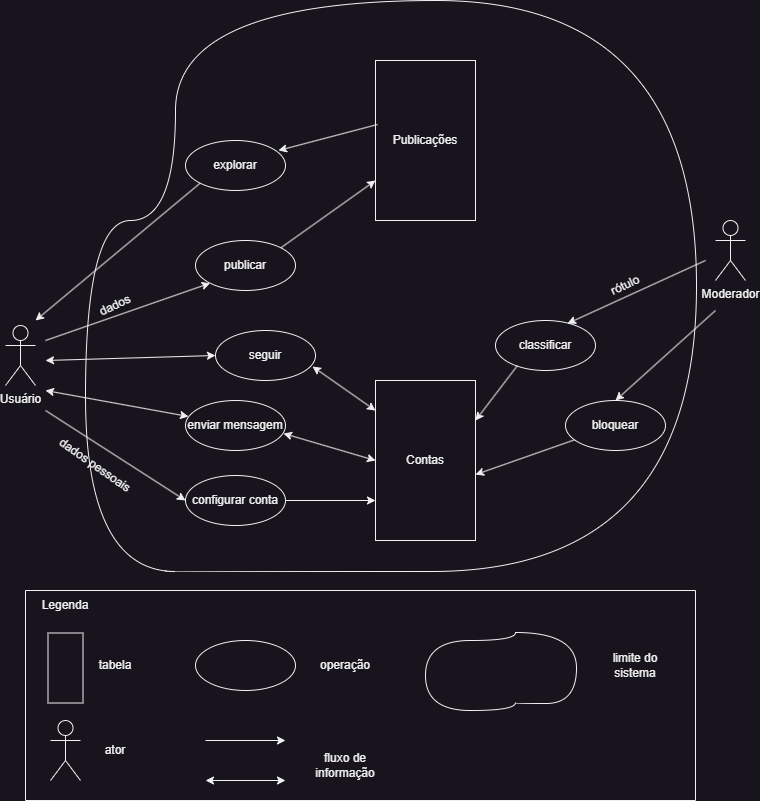 Publicações
explorar
publicar
dados
Moderador
rótulo
classificar
seguir
Usuário
enviar mensagem
bloquear
dados pessoais
Contas
configurar conta
Legenda
tabela
operação
limite do
sistema
ator
fluxo de
informação